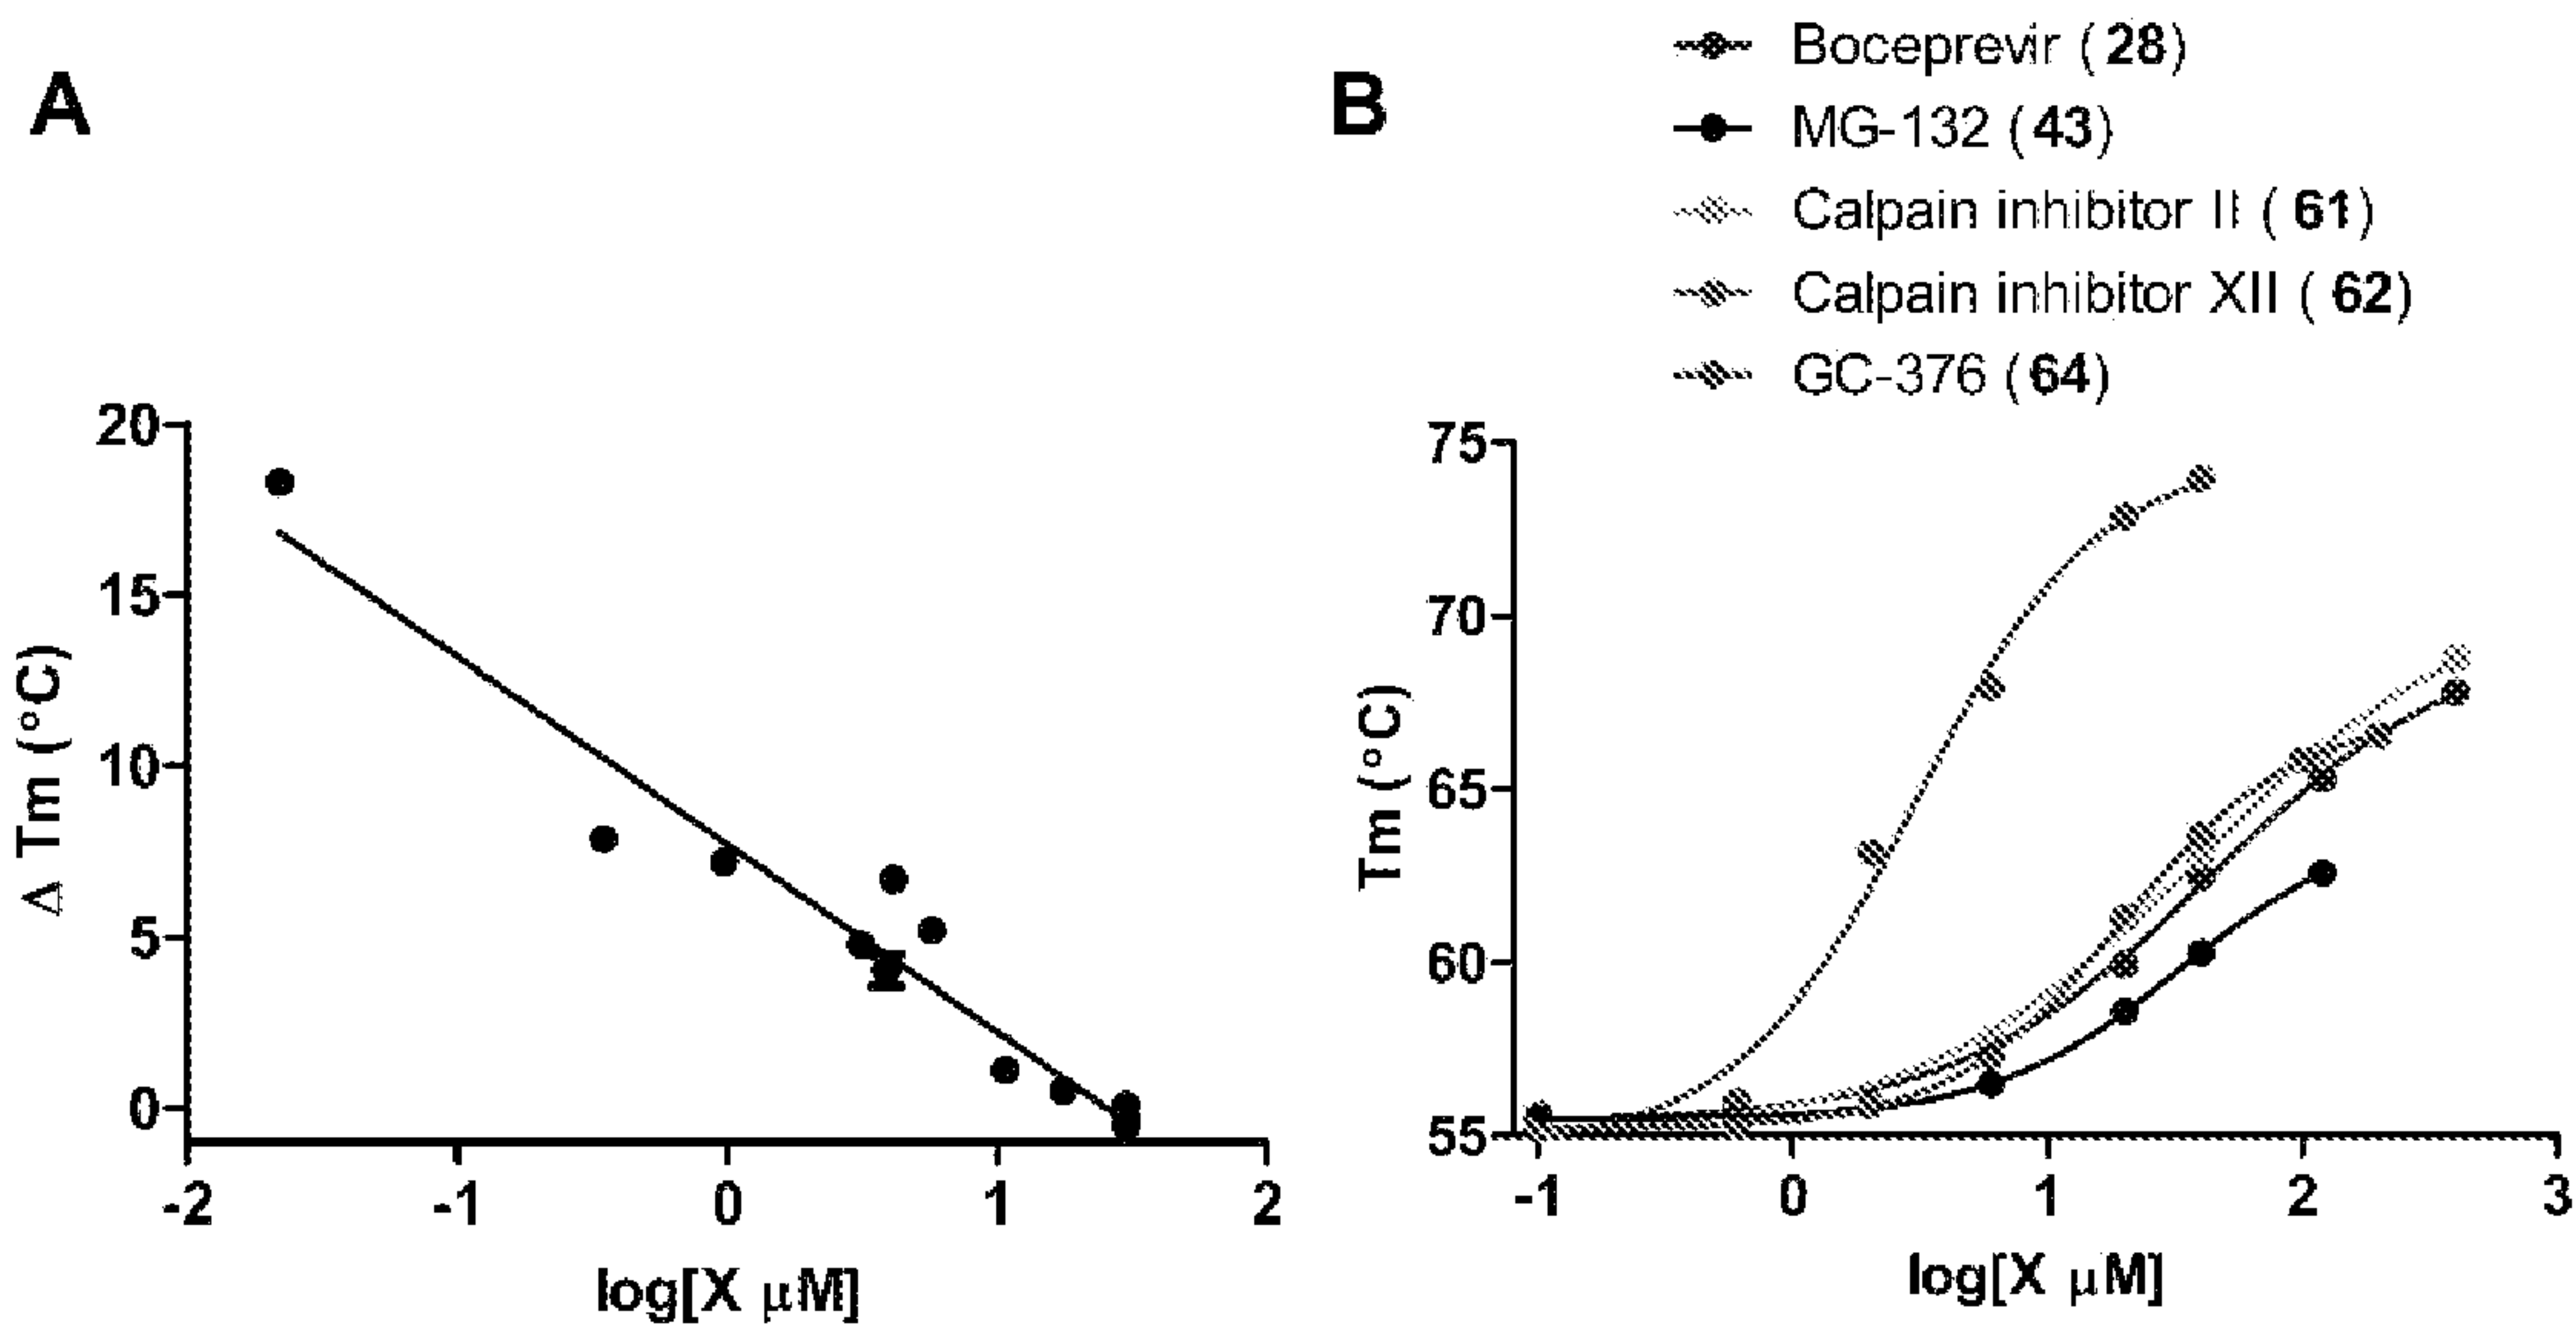 A
20
15
10
5
0
Δ Tm (°C)
-2 -1 0 1 2
log[X μM]
B
Boceprevir (28)
MG-132 (43)
Calpain inhibitor II (61)
Calpain inhibitor XII (62)
GC-376 (64)
75
70
65
60
55
Tm (°C)
-1 0 1 2 3
log[X μM]